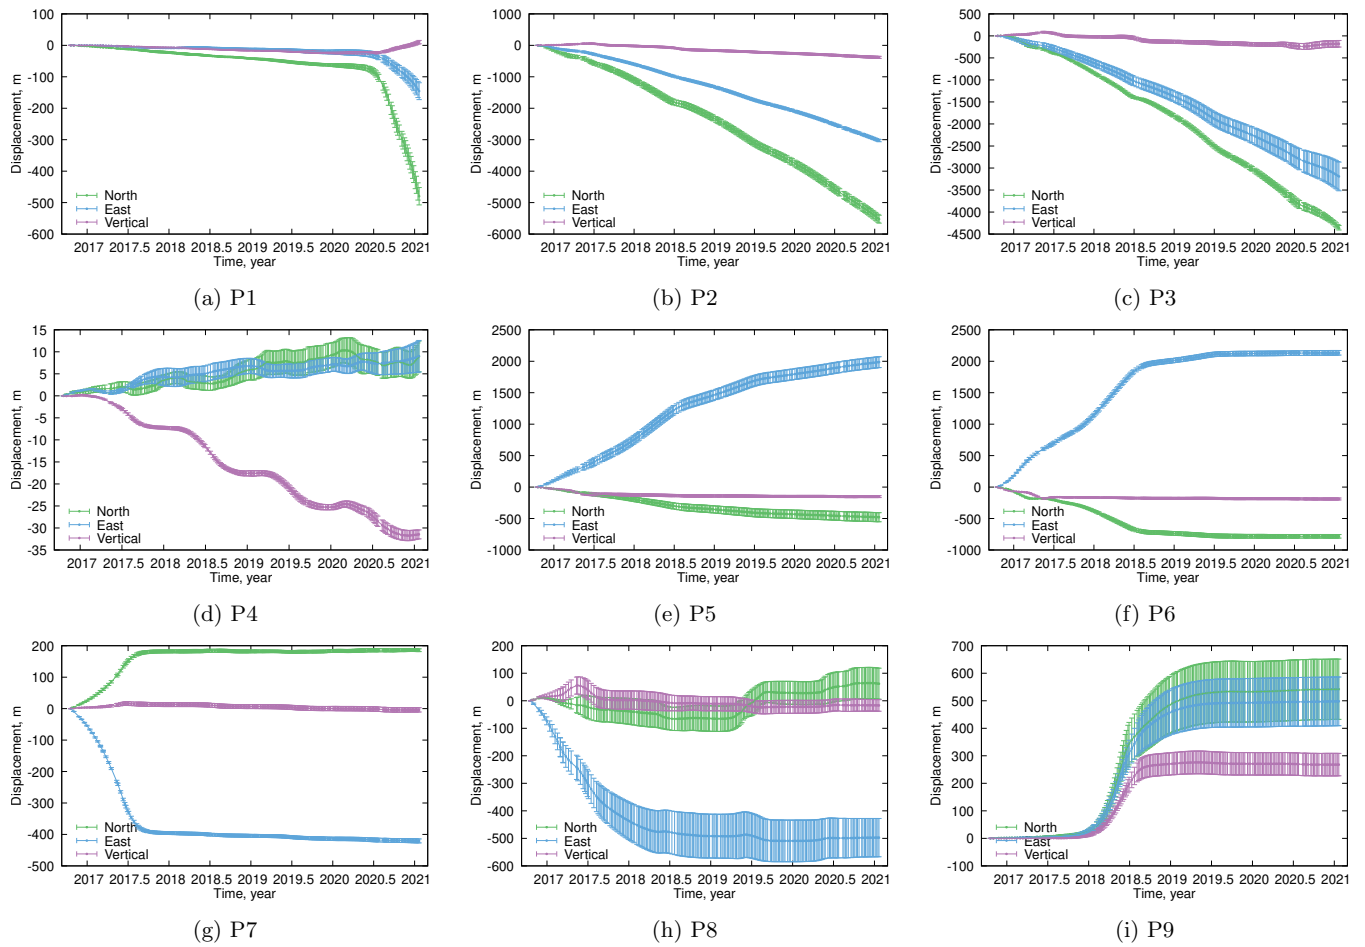 100
0
-100
-200
-300
-400
-500
-600
Displacement, m
North
East
Vertical
2017 2017.5 2018 2018.5 2019 2019.5 2020 2020.5 2021
Time, year
(a) P1
1000
0
-1000
-2000
-3000
-4000
-5000
-6000
Displacement, m
North
East
Vertical
2017 2017.5 2018 2018.5 2019 2019.5 2020 2020.5 2021
Time, year
(b) P2
500
0
-500
-1000
-1500
-2000
-2500
-3000
-3500
-4000
-4500
Displacement, m
North
East
Vertical
2017 2017.5 2018 2018.5 2019 2019.5 2020 2020.5 2021
Time, year
(c) P3
15
10
5
0
-5
-10
-15
-20
-25
-30
-35
Displacement, m
North
East
Vertical
2017 2017.5 2018 2018.5 2019 2019.5 2020 2020.5 2021
Time, year
(d) P4
2500
2000
1500
1000
500
0
-500
-1000
Displacement, m
North
East
Vertical
2017 2017.5 2018 2018.5 2019 2019.5 2020 2020.5 2021
Time, year
(e) P5
2500
2000
1500
1000
500
0
-500
-1000
Displacement, m
North
East
Vertical
2017 2017.5 2018 2018.5 2019 2019.5 2020 2020.5 2021
Time, year
(f) P6
200
100
0
-100
-200
-300
-400
-500
Displacement, m
North
East
Vertical
2017 2017.5 2018 2018.5 2019 2019.5 2020 2020.5 2021
Time, year
(g) P7
200
100
0
-100
-200
-300
-400
-500
-600
Displacement, m
North
East
Vertical
2017 2017.5 2018 2018.5 2019 2019.5 2020 2020.5 2021
Time, year
(h) P8
700
600
500
400
300
200
100
0
-100
Displacement, m
North
East
Vertical
2017 2017.5 2018 2018.5 2019 2019.5 2020 2020.5 2021
Time, year
(i) P9